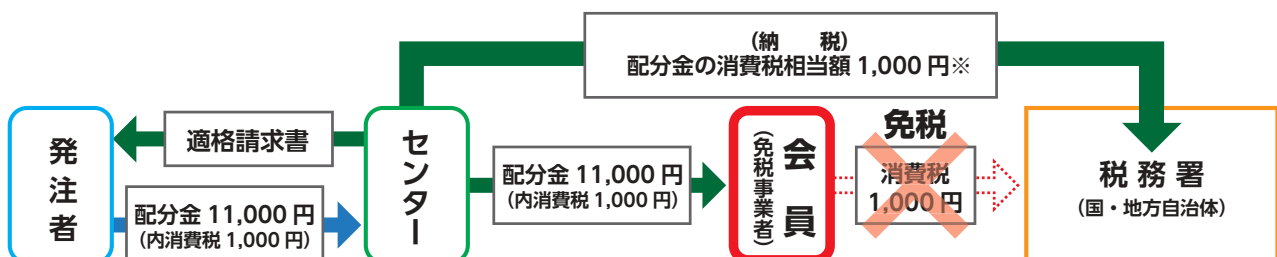 （納　税）
配分金の消費税相当額 1,000 円※
発注者
適格請求書
配分金 11,000 円
（内消費税 1,000 円）
センター
配分金 11,000 円
（内消費税 1,000 円）
会員
（免税事業者）
免税
消費税
1,000 円
税務署
（国・地方自治体）